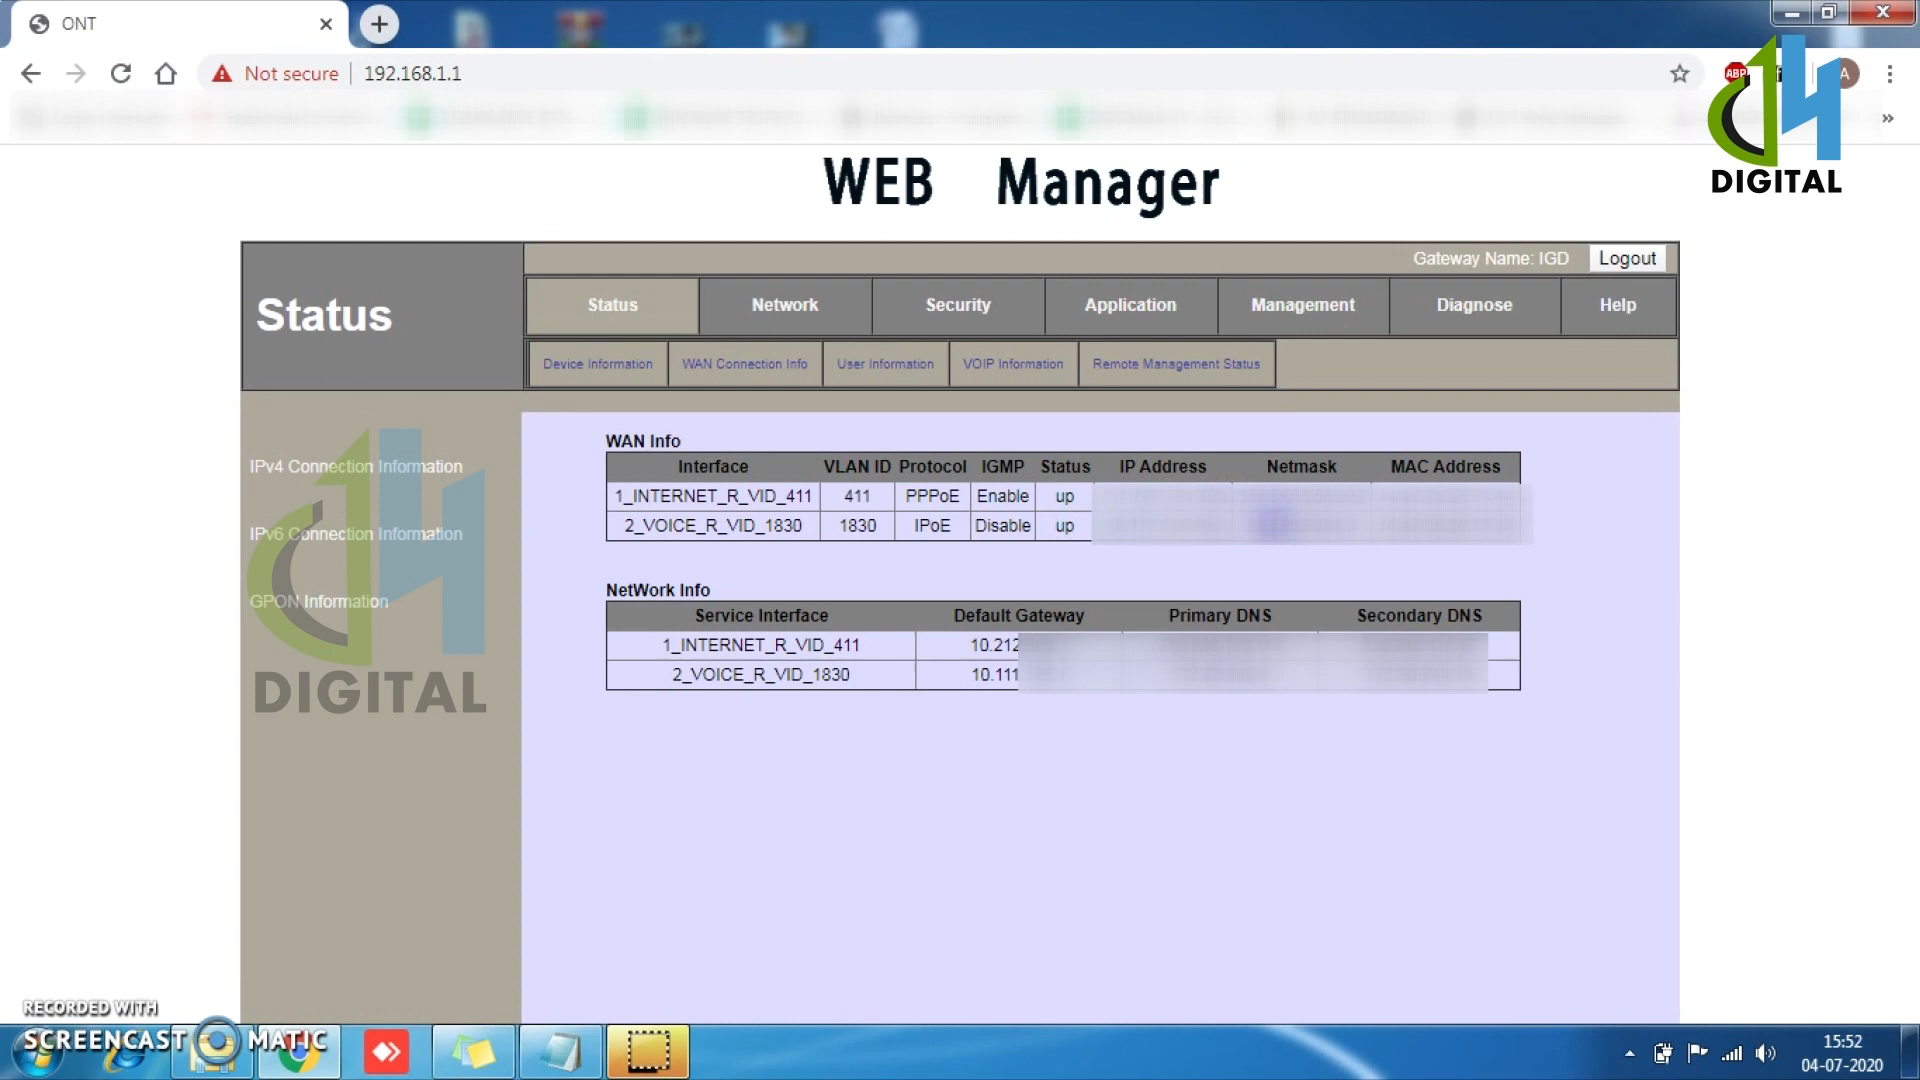 ONT
Not secure
192.168.1.1
ABP
A
DIGITAL
WEB Manager
Gateway Name: IGD
Logout
Status
Status
Network
Security
Application
Management
Diagnose
Help
Device Information
WAN Connection Info
User Information
VOIP Information
Remote Management Status
IPv4 Connection Information
IPv6 Connection Information
GPON Information
DIGITAL
WAN Info
Interface VLAN ID Protocol IGMP Status IP Address Netmask MAC Address
1_INTERNET_R_VID_411 411 PPPoE Enable up
2_VOICE_R_VID_1830 1830 IPoE Disable up
NetWork Info
Service Interface Default Gateway Primary DNS Secondary DNS
1_INTERNET_R_VID_411 10.212
2_VOICE_R_VID_1830 10.111
RECORDED WITH
SCREENCAST MATIC
15:52
04-07-2020